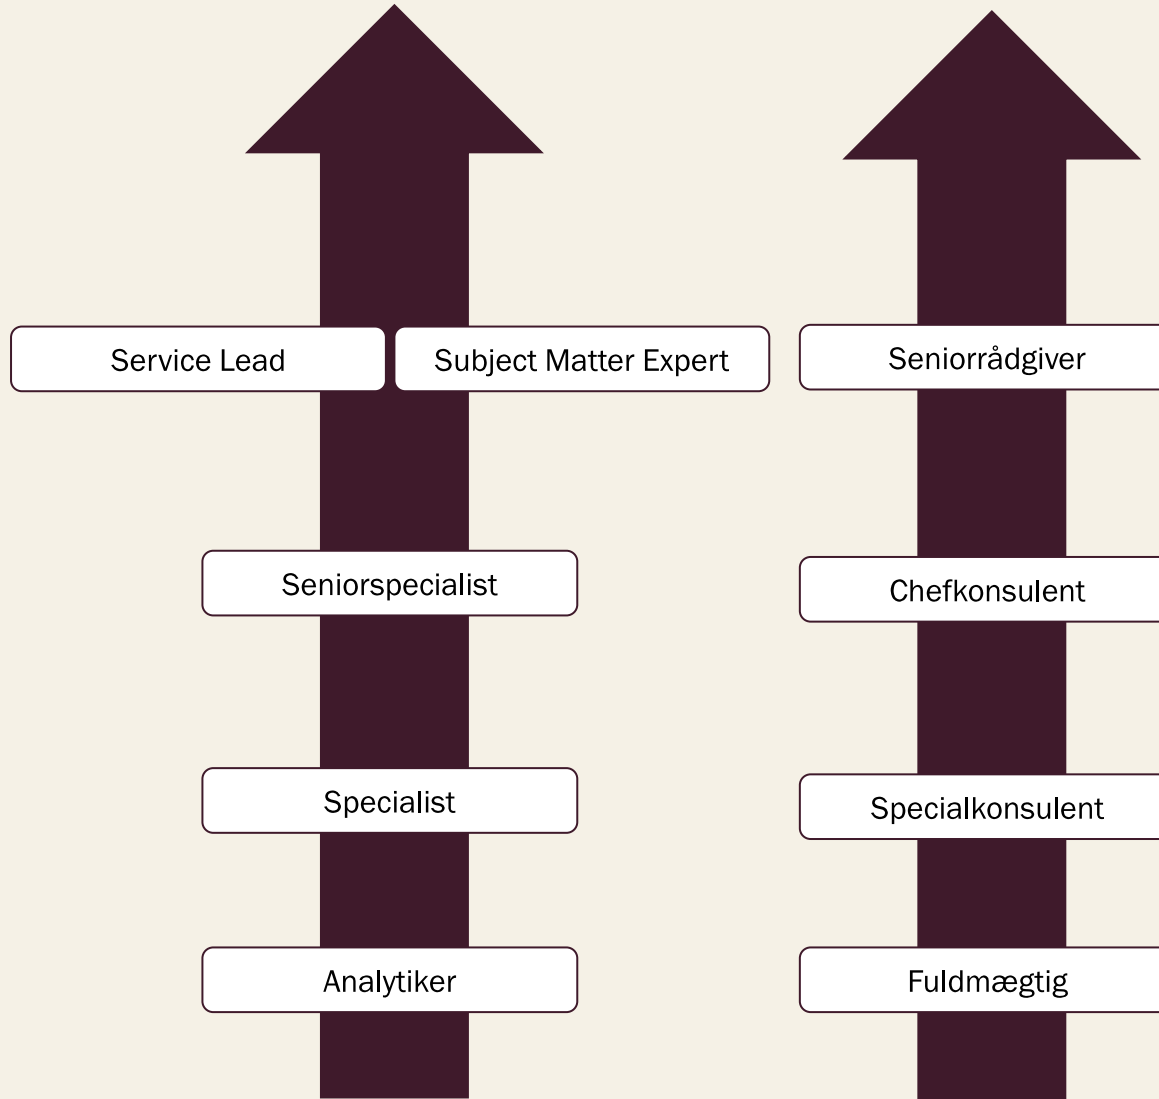 Service Lead
Subject Matter Expert
Seniorrådgiver
Seniorspecialist
Chefkonsulent
Specialist
Specialkonsulent
Analytiker
Fuldmægtig